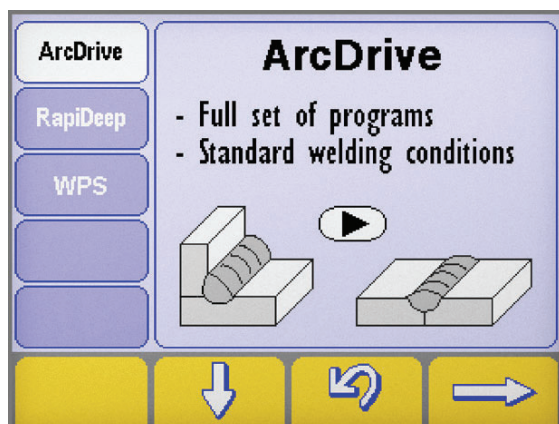 ArcDrive
RapiDeep
WPS
ArcDrive
- Full set of programs
- Standard welding conditions